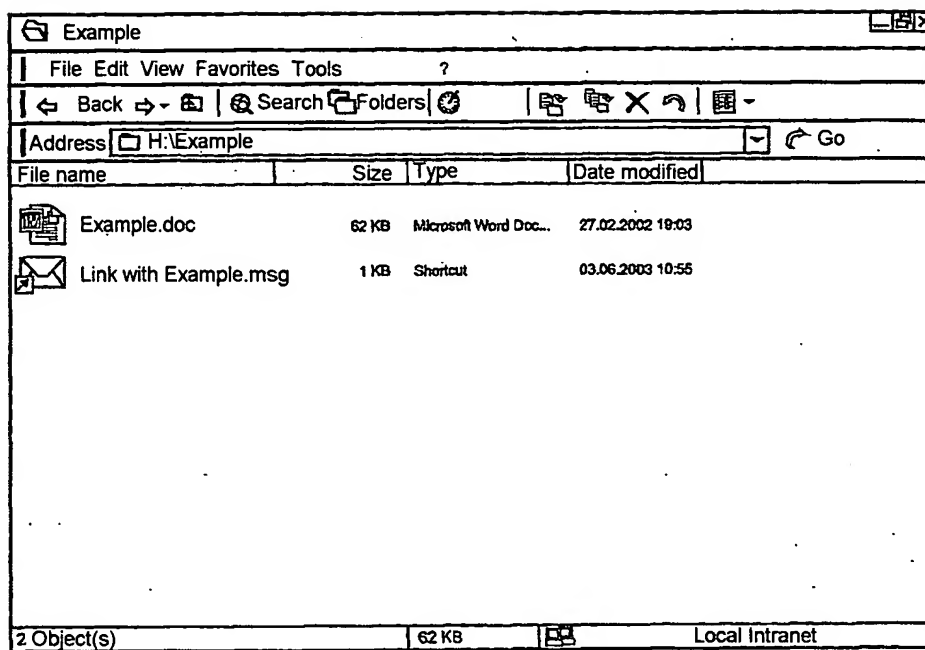 Example
File Edit View Favorites Tools ?
Back Search Folders
Address H:\Example Go
File name Size Type Date modified
Example.doc 62 KB Microsoft Word Doc... 27.02.2002 19:03
Link with Example.msg 1 KB Shortcut 03.06.2003 10:55
2 Object(s) 62 KB Local Intranet